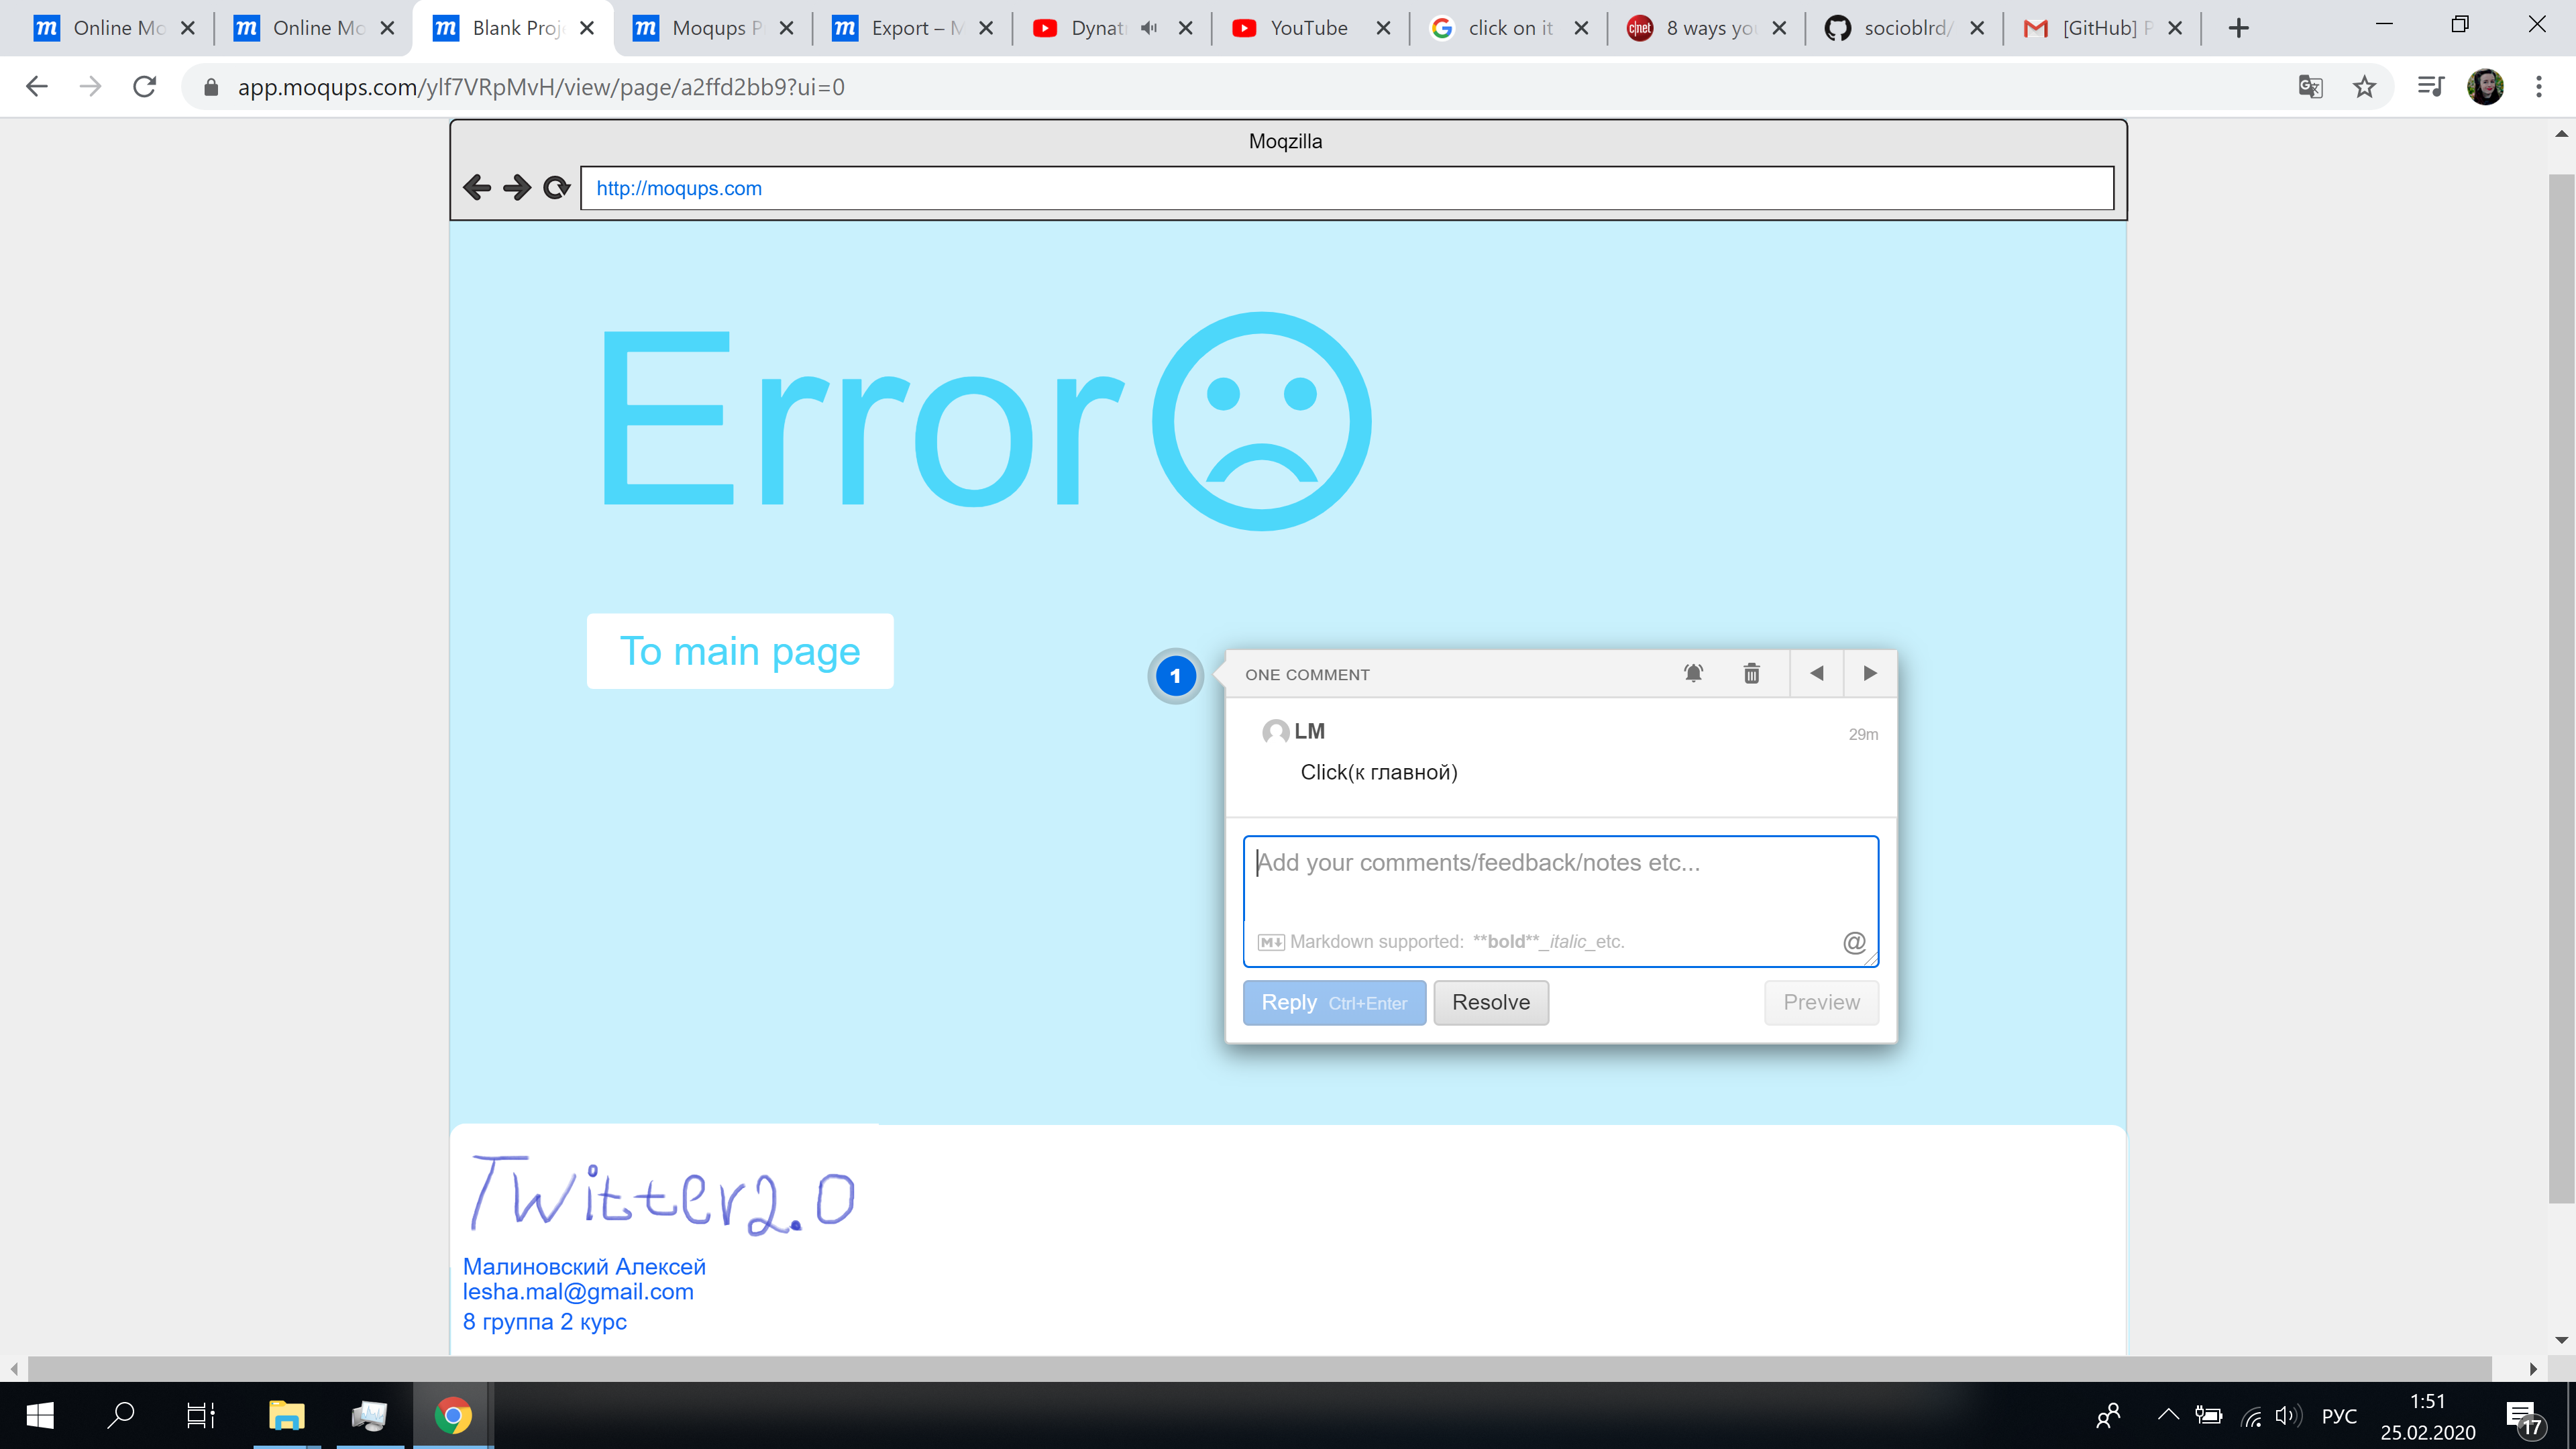 Online Mo
Online Mo
Blank Proj
Moqups P
Export – M
Dynat
YouTube
click on it
8 ways yo
socioblrd/
[GitHub] P
app.moqups.com/ylf7VRpMvH/view/page/a2ffd2bb9?ui=0
Moqzilla
http://moqups.com
Error
To main page
1
ONE COMMENT
LM
29m
Click(к главной)
Add your comments/feedback/notes etc...
Markdown supported: **bold**_italic_etc.
@
Reply Ctrl+Enter
Resolve
Preview
Twitter2.0
Малиновский Алексей
lesha.mal@gmail.com
8 группа 2 курс
РУС
1:51
25.02.2020
17